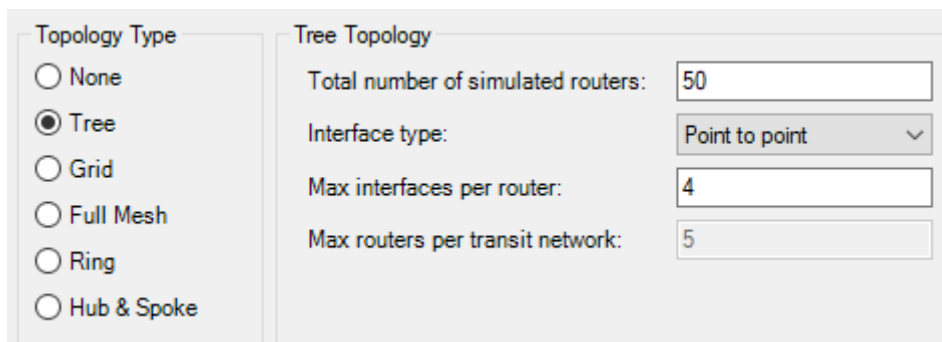 Topology Type
None
Tree
Grid
Full Mesh
Ring
Hub & Spoke
Tree Topology
Total number of simulated routers: 50
Interface type: Point to point
Max interfaces per router: 4
Max routers per transit network: 5